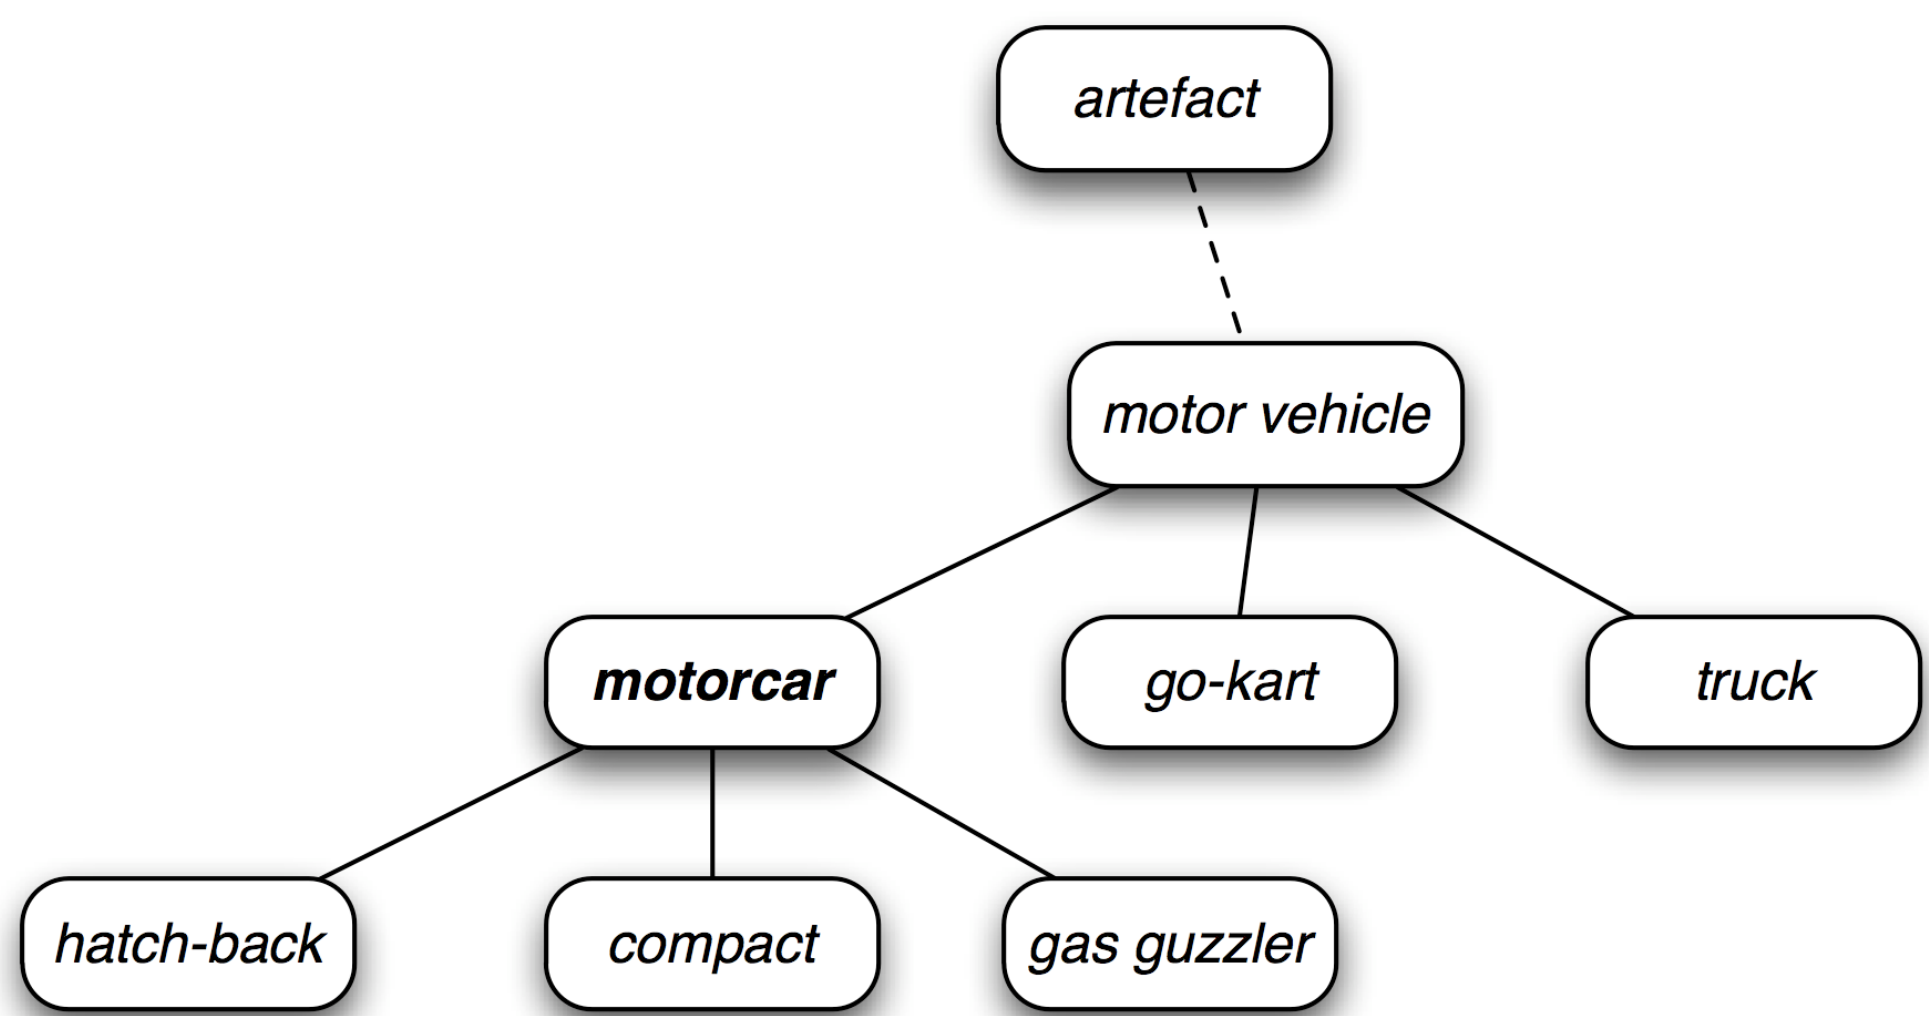 artefact
motor vehicle
motorcar
go-kart
truck
hatch-back
compact
gas guzzler